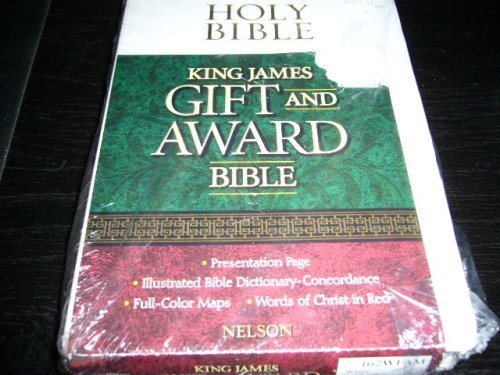 HOLY
BIBLE
KING JAMES
GIFT AND
AWARD
BIBLE
• Presentation Page
• Illustrated Bible Dictionary-Concordance
• Full-Color Maps • Words of Christ in Red
NELSON
KING JAMES
162WFAM